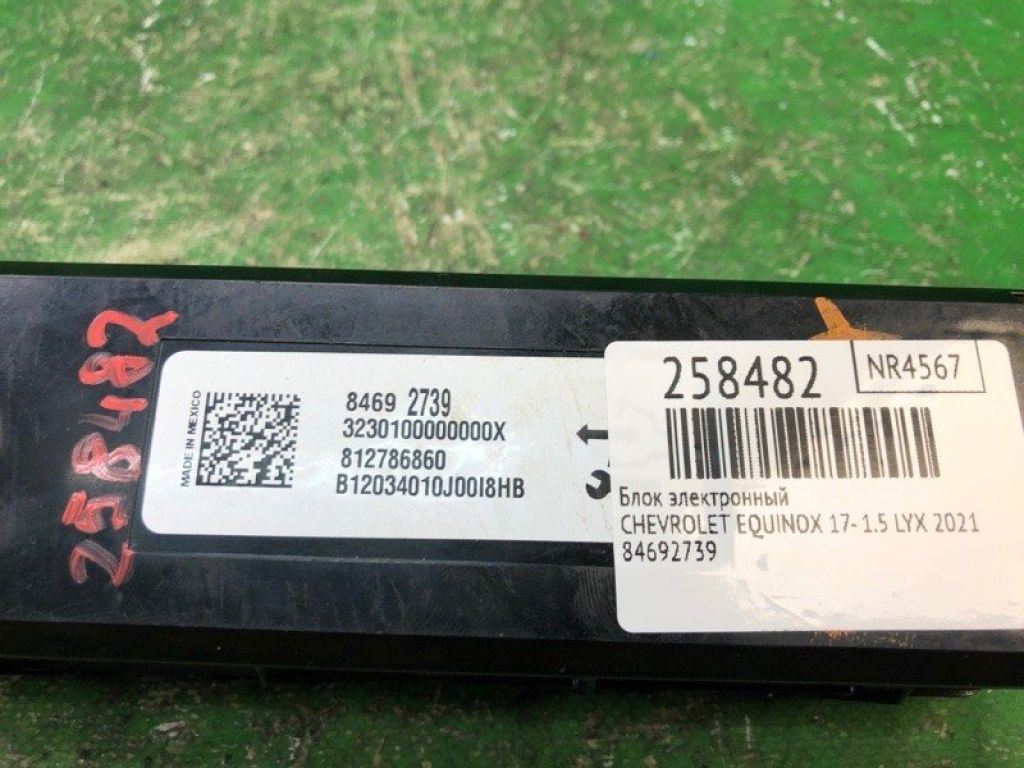 258482
MADE IN MEXICO
8469 2739
3230100000000X
812786860
B12034010J00I8HB
258482
NR4567
Блок электронный
CHEVROLET EQUINOX 17- 1.5 LYX 2021
84692739